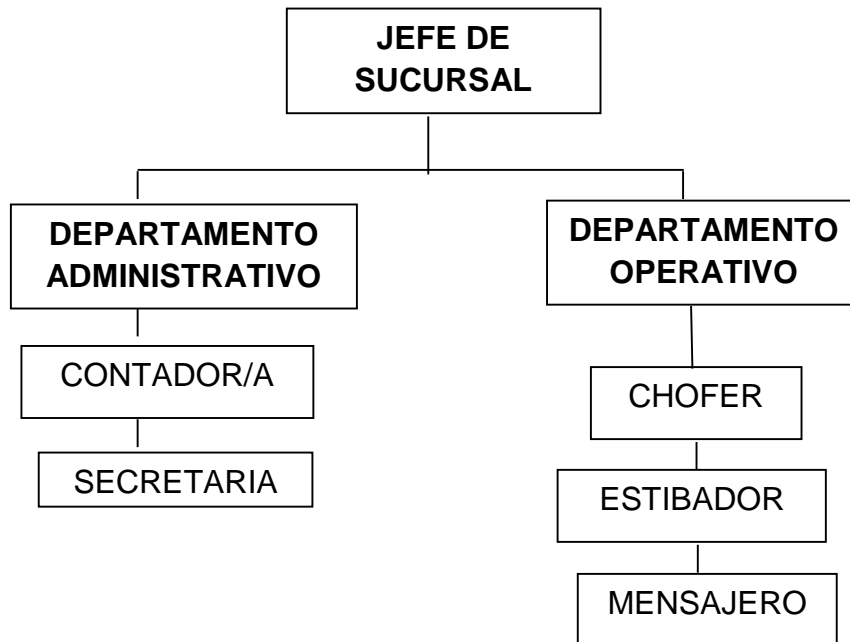 JEFE DE
SUCURSAL
DEPARTAMENTO
ADMINISTRATIVO
DEPARTAMENTO
OPERATIVO
CONTADOR/A
SECRETARIA
CHOFER
ESTIBADOR
MENSAJERO